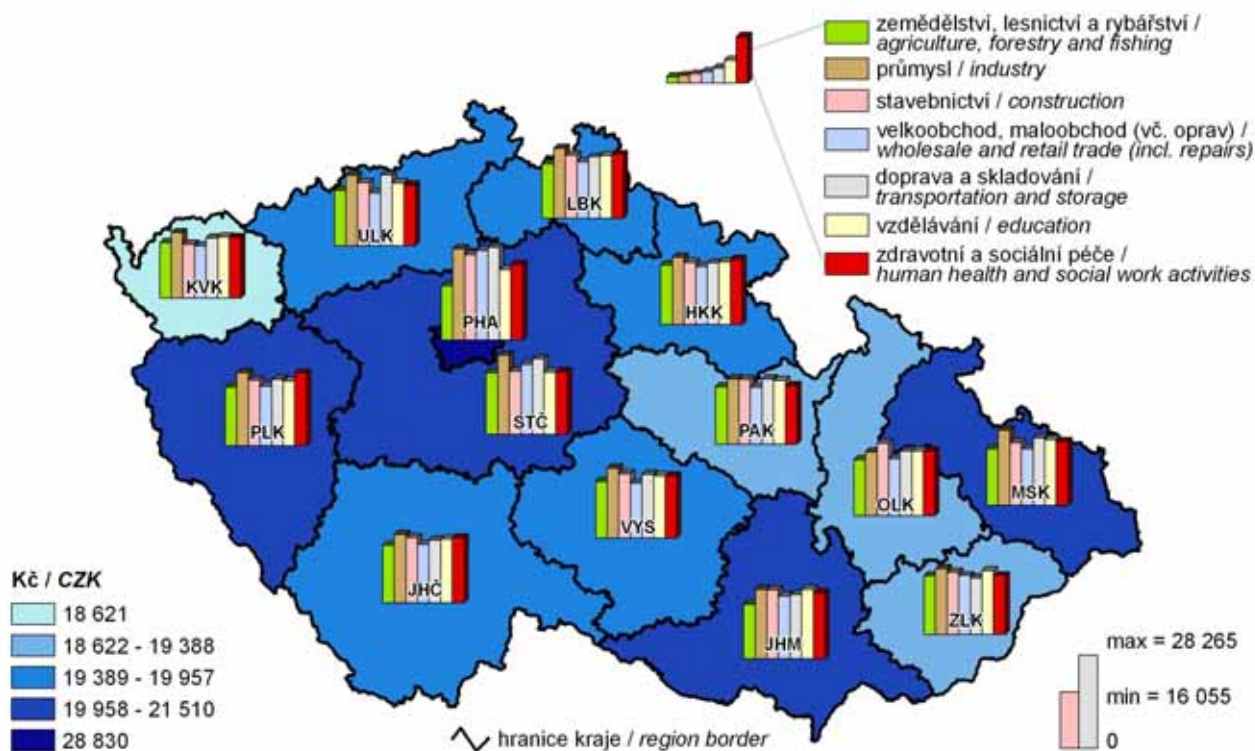 zemědělství, lesnictví a rybářství /
agriculture, forestry and fishing
průmysl / industry
stavebnictví / construction
velkoobchod, maloobchod (vč. oprav) /
wholesale and retail trade (incl. repairs)
doprava a skladování /
transportation and storage
vzdělávání / education
zdravotní a sociální péče /
human health and social work activities
LBK
ULK
KVK
HKK
PHA
STČ
PLK
PAK
OLK
MSK
VYS
JHČ
ZLK
JHM
Kč / CZK
18 621
18 622 - 19 388
19 389 - 19 957
19 958 - 21 510
28 830
hranice kraje / region border
max = 28 265
min = 16 055
0